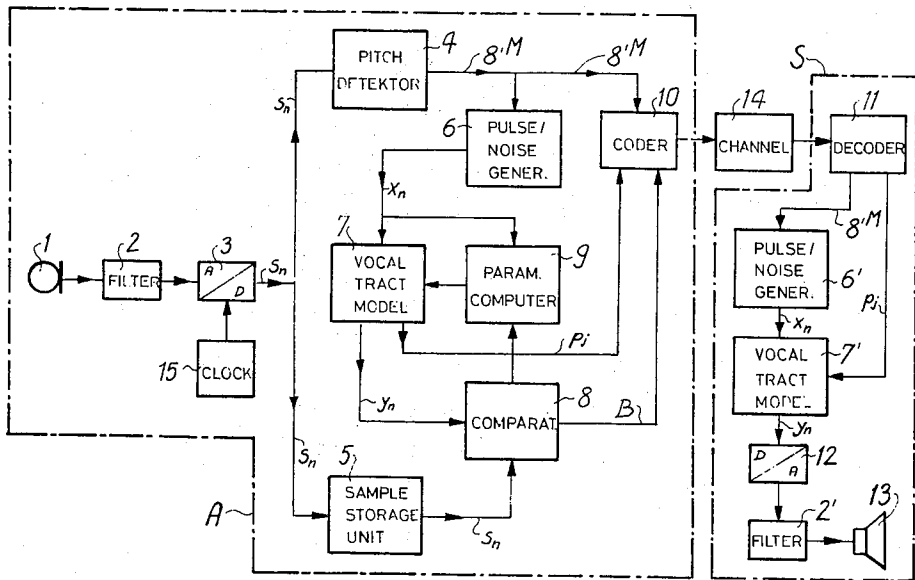 4
PITCH
DETEKTOR
8'M
8'M
10
CODER
14
CHANNEL
S
11
DECODER
Sn
6
PULSE/
NOISE
GENER.
xn
1
2
FILTER
3
A
D
Sn
15
CLOCK
7
VOCAL
TRACT
MODEL
9
PARAM.
COMPUTER
Pj
yn
8
COMPARAT.
B
Sn
5
SAMPLE
STORAGE
UNIT
Sn
A
8'M
PULSE/
NOISE
GENER.
6'
Pj
xn
VOCAL
TRACT
MODEL
7'
yn
D
A
12
2'
FILTER
13